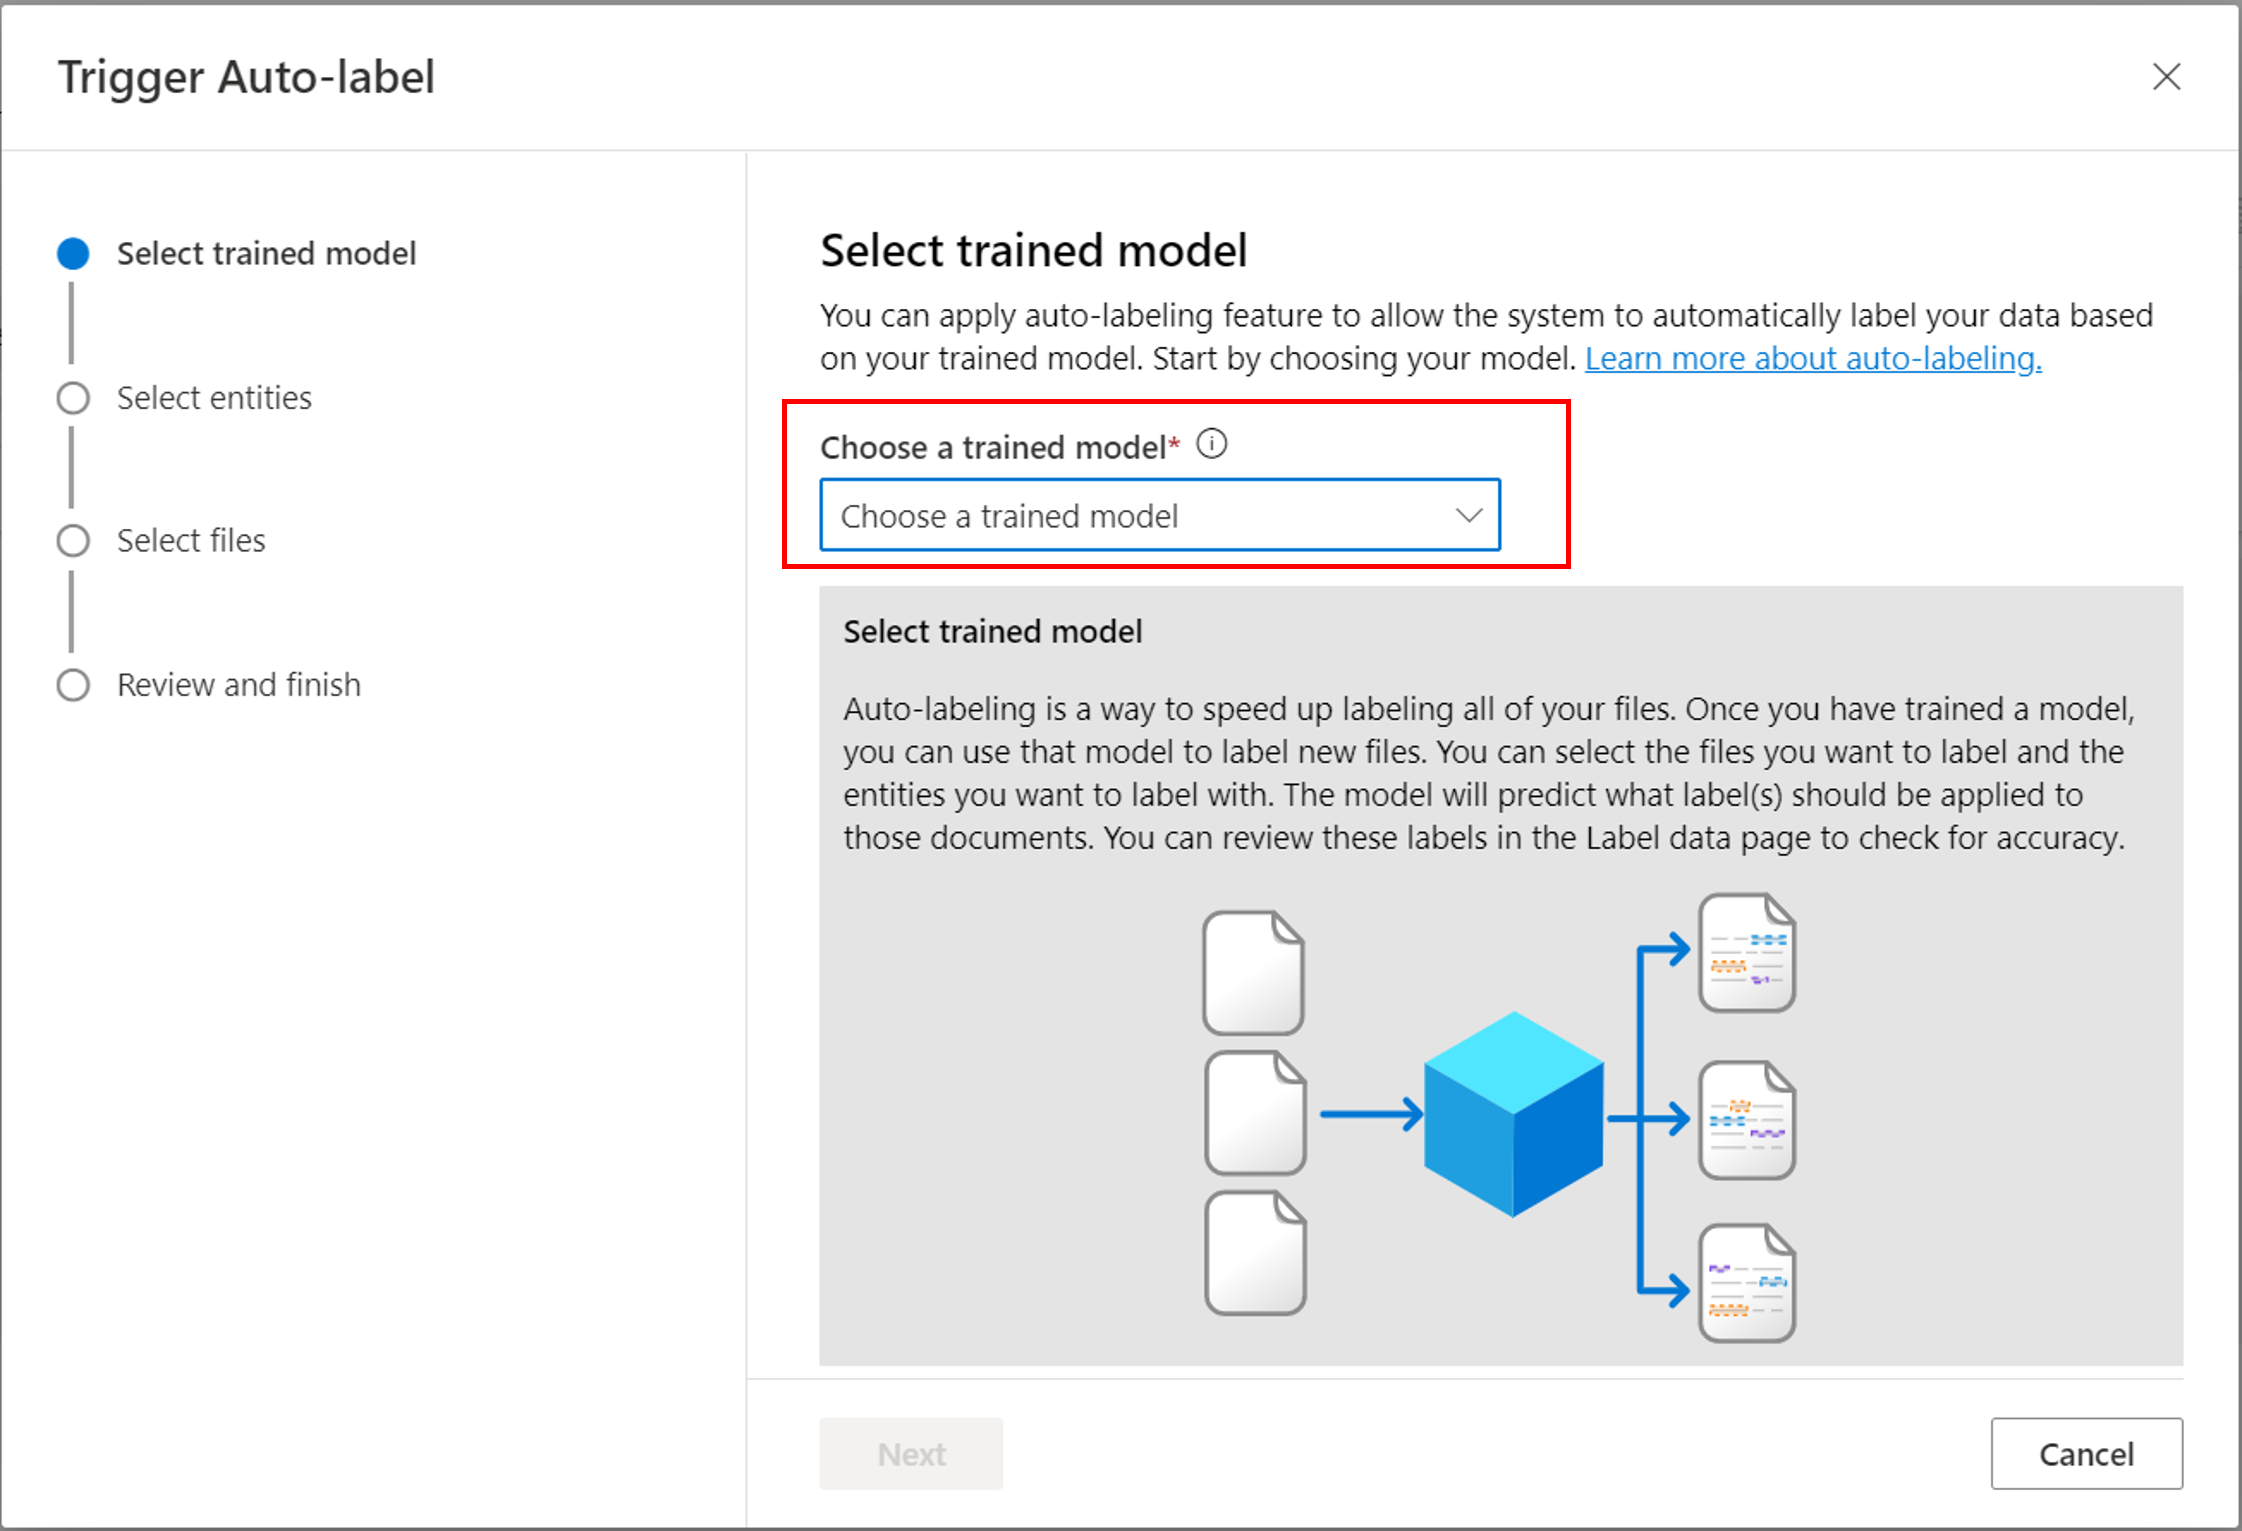 Trigger Auto-label
Select trained model
Select entities
Select files
Review and finish
Select trained model
You can apply auto-labeling feature to allow the system to automatically label your data based
on your trained model. Start by choosing your model. Learn more about auto-labeling.
Choose a trained model*
Choose a trained model
Select trained model
Auto-labeling is a way to speed up labeling all of your files. Once you have trained a model,
you can use that model to label new files. You can select the files you want to label and the
entities you want to label with. The model will predict what label(s) should be applied to
those documents. You can review these labels in the Label data page to check for accuracy.
Next
Cancel